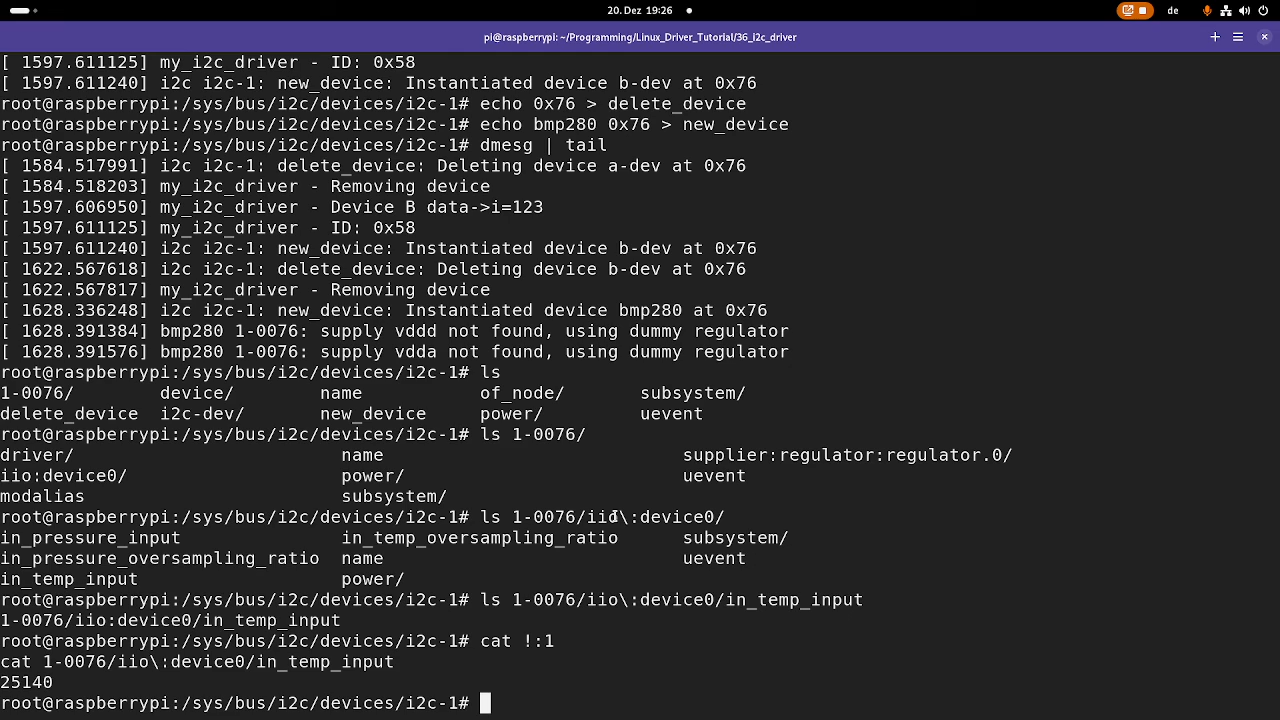 20. Dez 19:26
de
pi@raspberrypi: ~/Programming/Linux_Driver_Tutorial/36_i2c_driver
[ 1597.611125] my_i2c_driver - ID: 0x58
[ 1597.611240] i2c i2c-1: new_device: Instantiated device b-dev at 0x76
root@raspberrypi:/sys/bus/i2c/devices/i2c-1# echo 0x76 > delete_device
root@raspberrypi:/sys/bus/i2c/devices/i2c-1# echo bmp280 0x76 > new_device
root@raspberrypi:/sys/bus/i2c/devices/i2c-1# dmesg | tail
[ 1584.517991] i2c i2c-1: delete_device: Deleting device a-dev at 0x76
[ 1584.518203] my_i2c_driver - Removing device
[ 1597.606950] my_i2c_driver - Device B data->i=123
[ 1597.611125] my_i2c_driver - ID: 0x58
[ 1597.611240] i2c i2c-1: new_device: Instantiated device b-dev at 0x76
[ 1622.567618] i2c i2c-1: delete_device: Deleting device b-dev at 0x76
[ 1622.567817] my_i2c_driver - Removing device
[ 1628.336248] i2c i2c-1: new_device: Instantiated device bmp280 at 0x76
[ 1628.391384] bmp280 1-0076: supply vddd not found, using dummy regulator
[ 1628.391576] bmp280 1-0076: supply vdda not found, using dummy regulator
root@raspberrypi:/sys/bus/i2c/devices/i2c-1# ls
1-0076/        device/        name           of_node/       subsystem/
delete_device  i2c-dev/       new_device     power/         uevent
root@raspberrypi:/sys/bus/i2c/devices/i2c-1# ls 1-0076/
driver/                         name                            supplier:regulator:regulator.0/
iio:device0/                    power/                          uevent
modalias                        subsystem/
root@raspberrypi:/sys/bus/i2c/devices/i2c-1# ls 1-0076/iio\:device0/
in_pressure_input               in_temp_oversampling_ratio      subsystem/
in_pressure_oversampling_ratio  name                            uevent
in_temp_input                   power/
root@raspberrypi:/sys/bus/i2c/devices/i2c-1# ls 1-0076/iio\:device0/in_temp_input
1-0076/iio:device0/in_temp_input
root@raspberrypi:/sys/bus/i2c/devices/i2c-1# cat !:1
cat 1-0076/iio\:device0/in_temp_input
25140
root@raspberrypi:/sys/bus/i2c/devices/i2c-1#